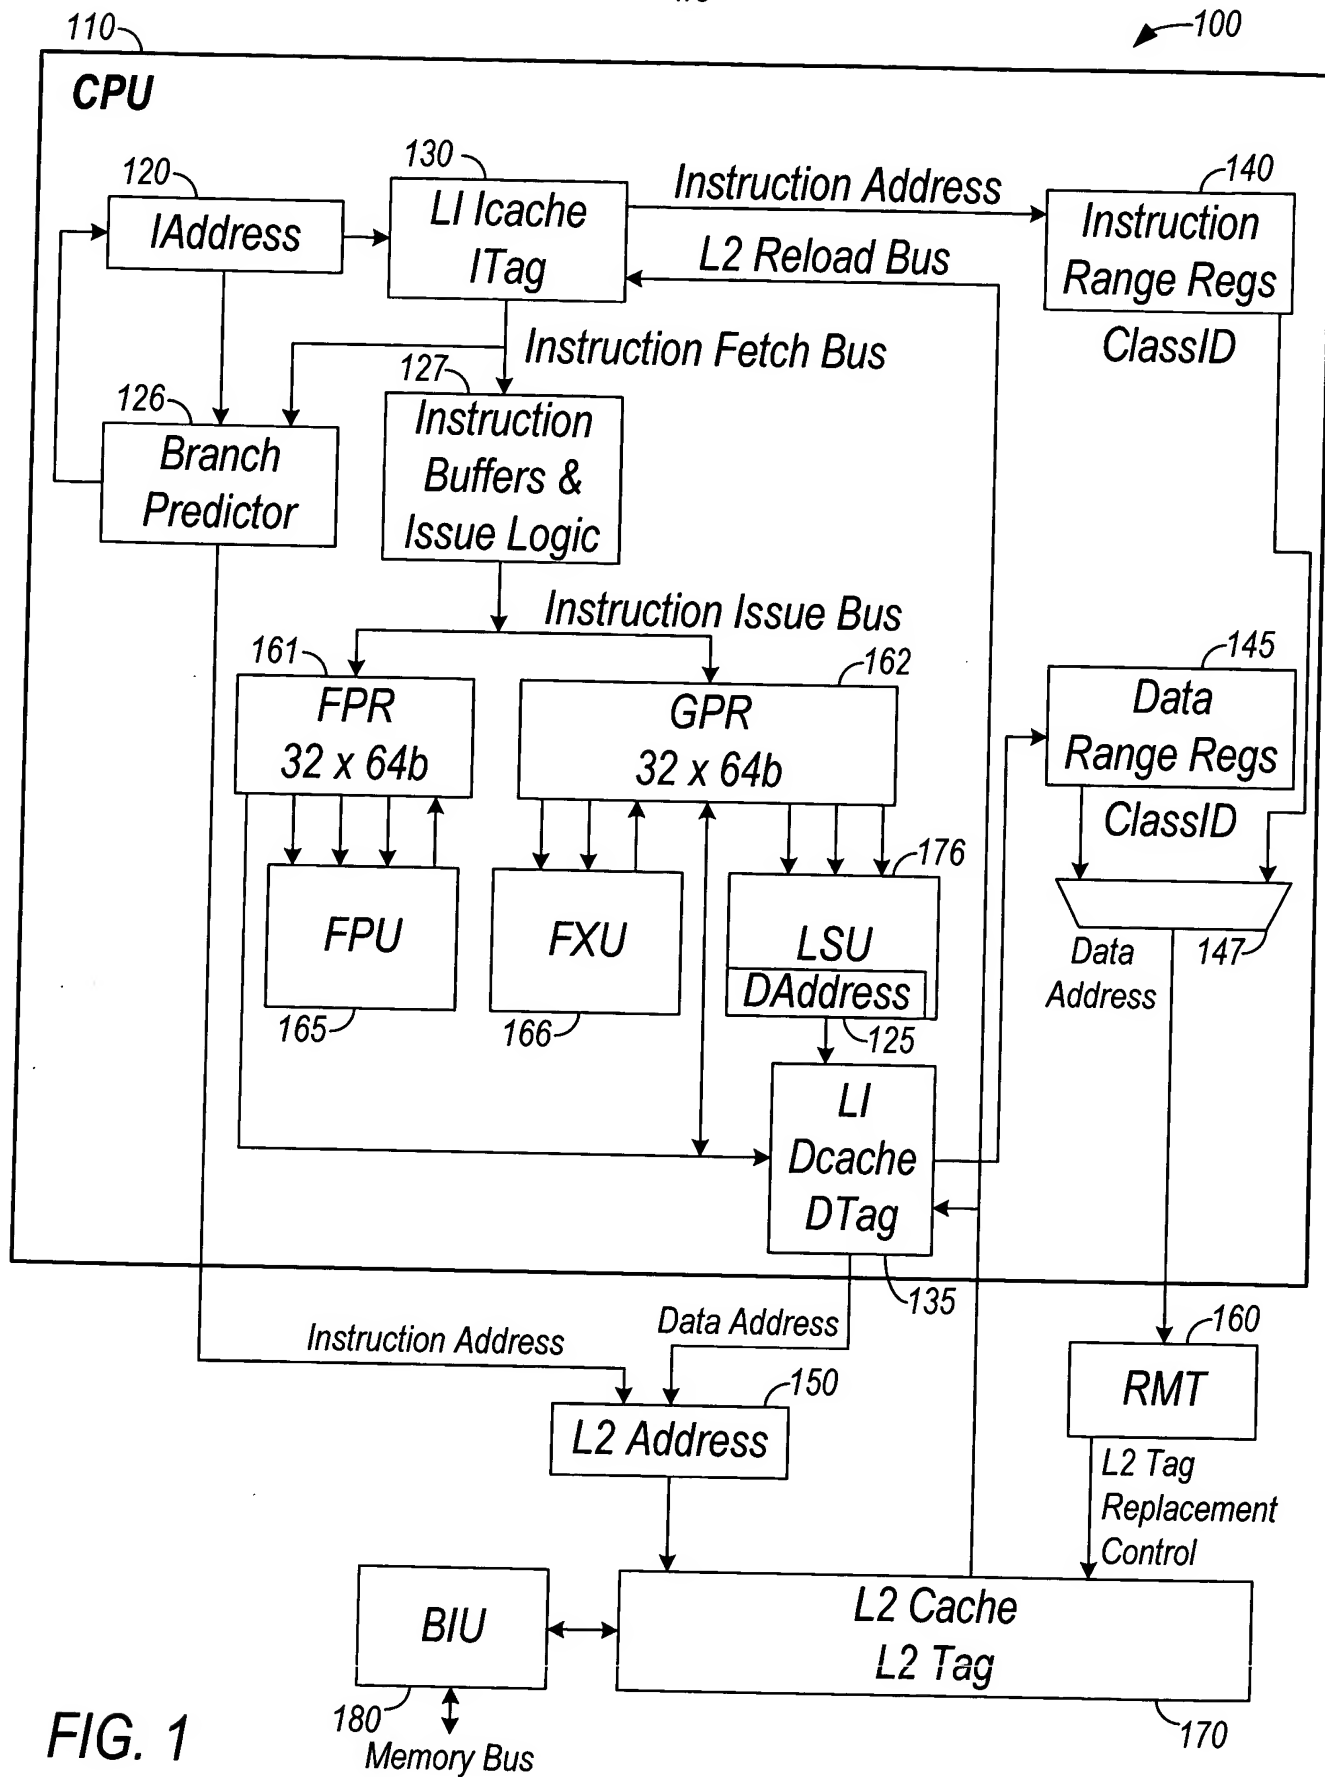 100
110
CPU
120
IAddress
130
LI Icache
ITag
Instruction Address
L2 Reload Bus
140
Instruction
Range Regs
ClassID
Instruction Fetch Bus
126
Branch
Predictor
127
Instruction
Buffers &
Issue Logic
Instruction Issue Bus
161
FPR
32 x 64b
162
GPR
32 x 64b
145
Data
Range Regs
ClassID
147
Data
Address
FPU
165
FXU
166
176
LSU
DAddress
125
LI
Dcache
DTag
135
Instruction Address
Data Address
150
L2 Address
160
RMT
L2 Tag
Replacement
Control
BIU
180
Memory Bus
L2 Cache
L2 Tag
170
FIG. 1